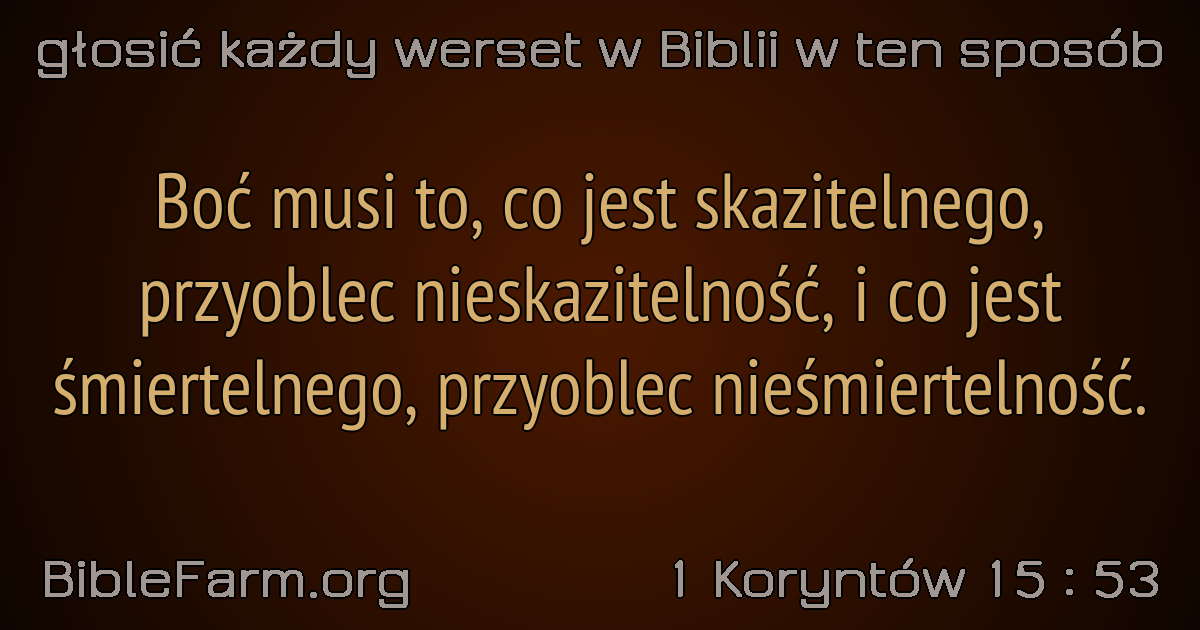 głosić każdy werset w Biblii w ten sposób
Boć musi to, co jest skazitelnego,
przyoblec nieskazitelność, i co jest
śmiertelnego, przyoblec nieśmiertelność.
BibleFarm.org
1 Koryntów 15 : 53